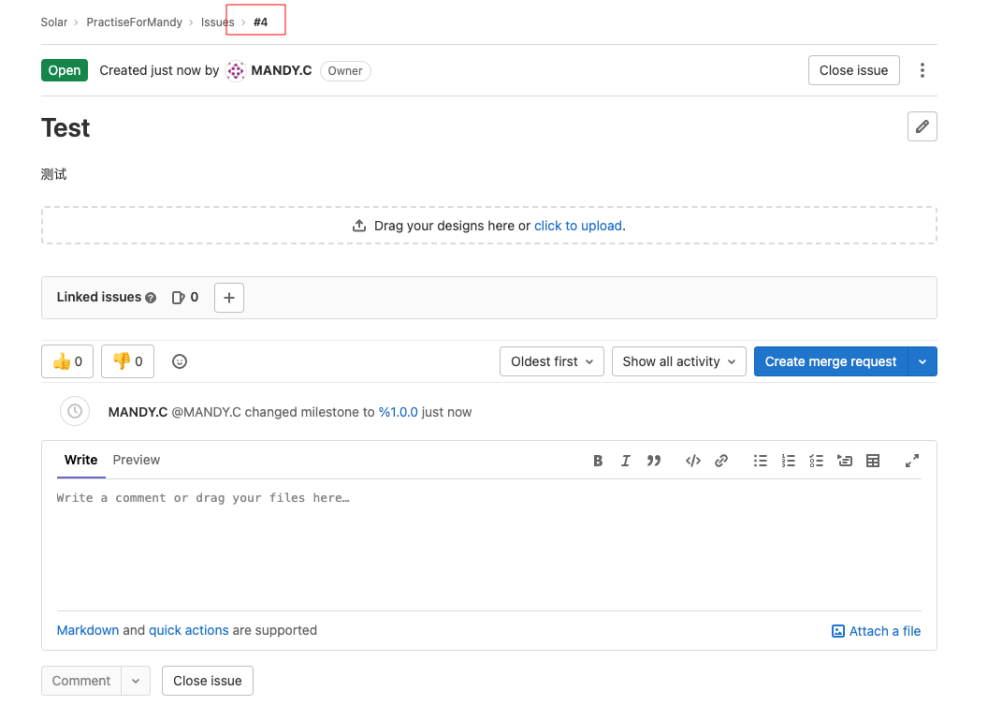 Solar › PractiseForMandy › Issues › #4
Open Created just now by MANDY.C Owner Close issue
Test
测试
Drag your designs here or click to upload.
Linked issues 0
0 0 Oldest first Show all activity Create merge request
MANDY.C @MANDY.C changed milestone to %1.0.0 just now
Write Preview
Write a comment or drag your files here…
Markdown and quick actions are supported Attach a file
Comment Close issue